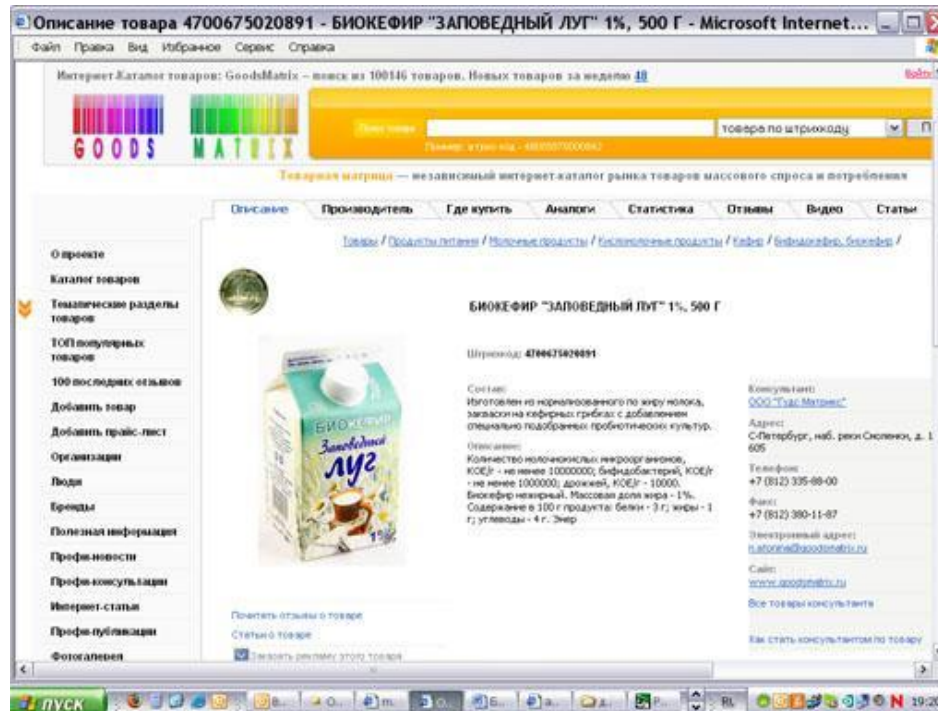 Описание товара 4700675020891 - БИОКЕФИР "ЗАПОВЕДНЫЙ ЛУГ" 1%, 500 Г - Microsoft Internet...
Файл Правка Вид Избранное Сервис Справка
Интернет-Каталог товаров: GoodsMatrix – поиск из 100146 товаров. Новых товаров за неделю 48
Войти
GOODS MATRIX
товара по штрихкоду
П
Товарная матрица — независимый интернет-каталог рынка товаров массового спроса и потребления
Описание Производитель Где купить Аналоги Статистика Отзывы Видео Статьи
Товары / Продукты питания / Молочные продукты / Кисломолочные продукты / Кефир / Бифидокефир, биокефир /
О проекте
Каталог товаров
Тематические разделы
товаров
ТОП популярных
товаров
100 последних отзывов
Добавить товар
Добавить прайс-лист
Организации
Люди
Бренды
Полезная информация
Профи-новости
Профи-консультации
Интернет-статьи
Профи-публикации
Фотогалерея
БИОКЕФИР "ЗАПОВЕДНЫЙ ЛУГ" 1%, 500 Г
Штрихкод: 4700675020891
БИОКЕФИР
Заповедный
луг
1%
Состав:
Изготовлен из нормализованного по жиру молока,
закваски на кефирных грибках с добавлением
специально подобранных пробиотических культур.
Описание:
Количество молочнокислых микроорганизмов,
КОЕ/г - не менее 10000000; бифидобактерий, КОЕ/г
- не менее 1000000; дрожжей, КОЕ/г - 10000.
Биокефир нежирный. Массовая доля жира - 1%.
Содержание в 100 г продукта: белки - 3 г; жиры - 1
г; углеводы - 4 г. Энер
Консультант:
ООО "Гудс Матрикс"
Адрес:
С-Петербург, наб. реки Смоленки, д. 1
605
Телефон:
+7 (812) 335-88-00
Факс:
+7 (812) 380-11-87
Электронный адрес:
Сайт:
www.goodsmatrix.ru
Все товары консультанта
Как стать консультантом по товару
Почитать отзывы о товаре
Статьи о товаре
Заказать рекламу этого товара
пуск
RL
19:20